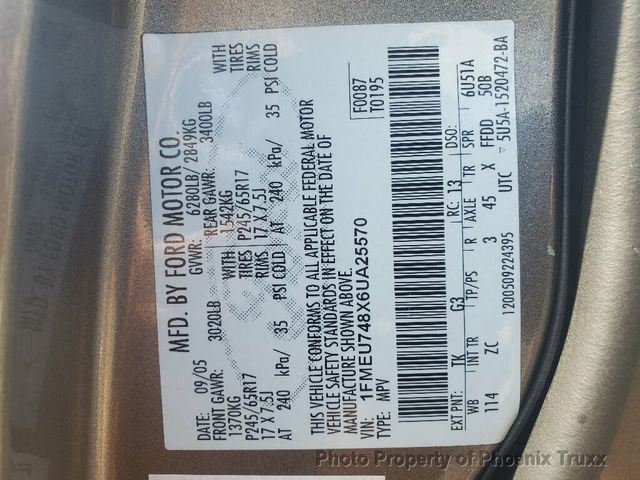 MFD. BY FORD MOTOR CO.
09/05 GVWR: 6280LB/ 2849KG
FRONT GAWR: 3020LB REAR GAWR: 3400LB
1370KG 1542KG WITH
P245/65R17 P245/65R17 TIRES
17 X 7.5J RIMS 17 X 7.5J RIMS
AT 240 kPa/ 35 PSI COLD AT 240 kPa/ 35 PSI COLD
THIS VEHICLE CONFORMS TO ALL APPLICABLE FEDERAL MOTOR
VEHICLE SAFETY STANDARDS IN EFFECT ON THE DATE OF
MANUFACTURE SHOWN ABOVE.
VIN: 1FMEU748X6UA25570 F0087
TYPE: MPV T0195
EXT PNT: TK G3 RC: 13 DSO:
WB INT TR TP/PS R AXLE TR SPR 6U5TA
114 ZC 3 45 X FFDD 50B
1200509224395 UTC 5U5A-1520472-BA
Photo Property of Phoenix Truxx